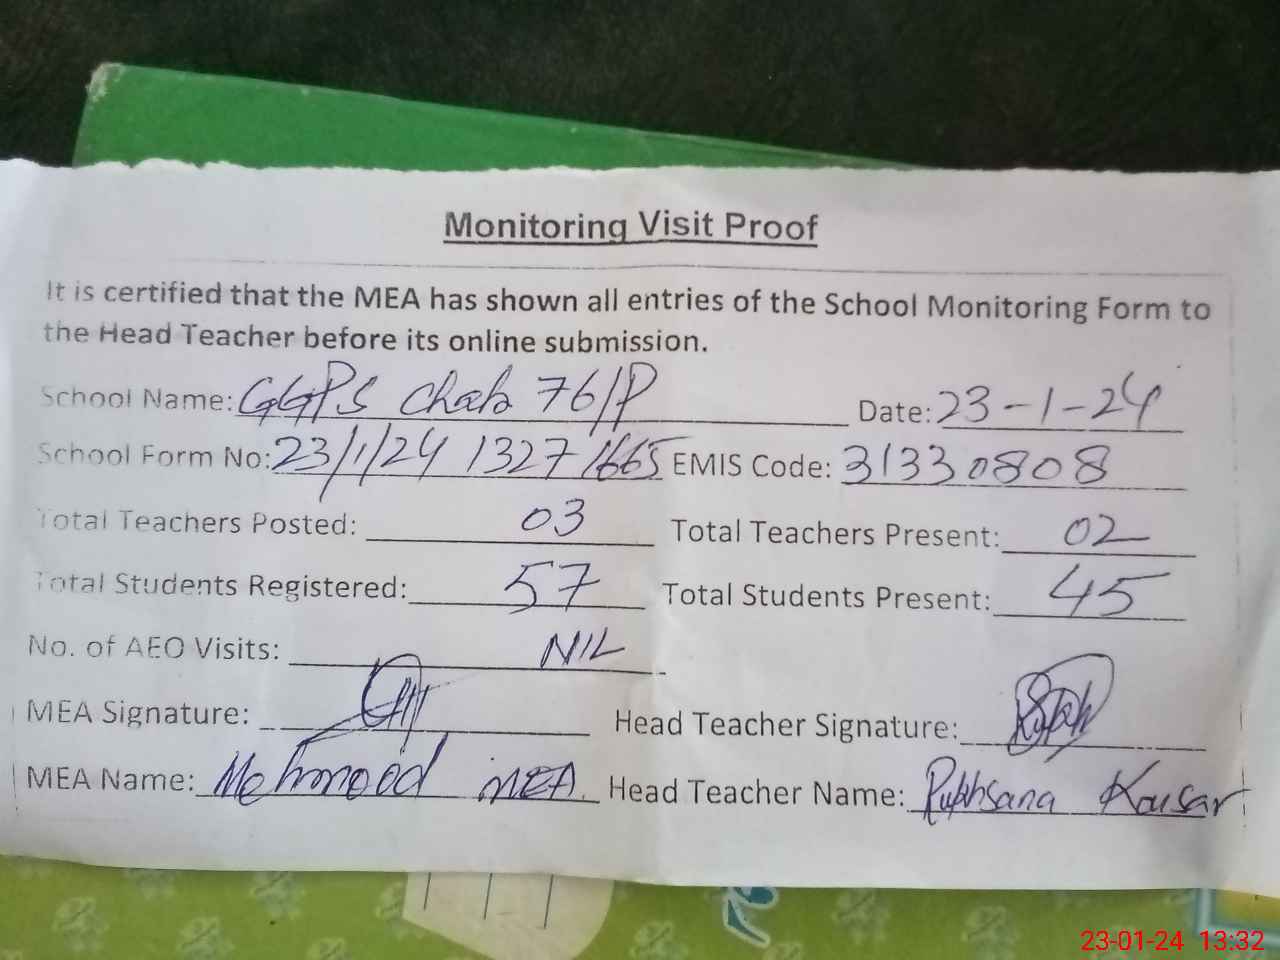 Monitoring Visit Proof
It is certified that the MEA has shown all entries of the School Monitoring Form to
the Head Teacher before its online submission.
School Name: GGPS Chak 76/P Date: 23-1-24
School Form No: 23/1/24 1327 1665 EMIS Code: 31330808
Total Teachers Posted: 03 Total Teachers Present: 02
Total Students Registered: 57 Total Students Present: 45
No. of AEO Visits: NIL
MEA Signature: Head Teacher Signature:
MEA Name: Mehmood MEA Head Teacher Name: Rukhsana Kousar
23-01-24 13:32